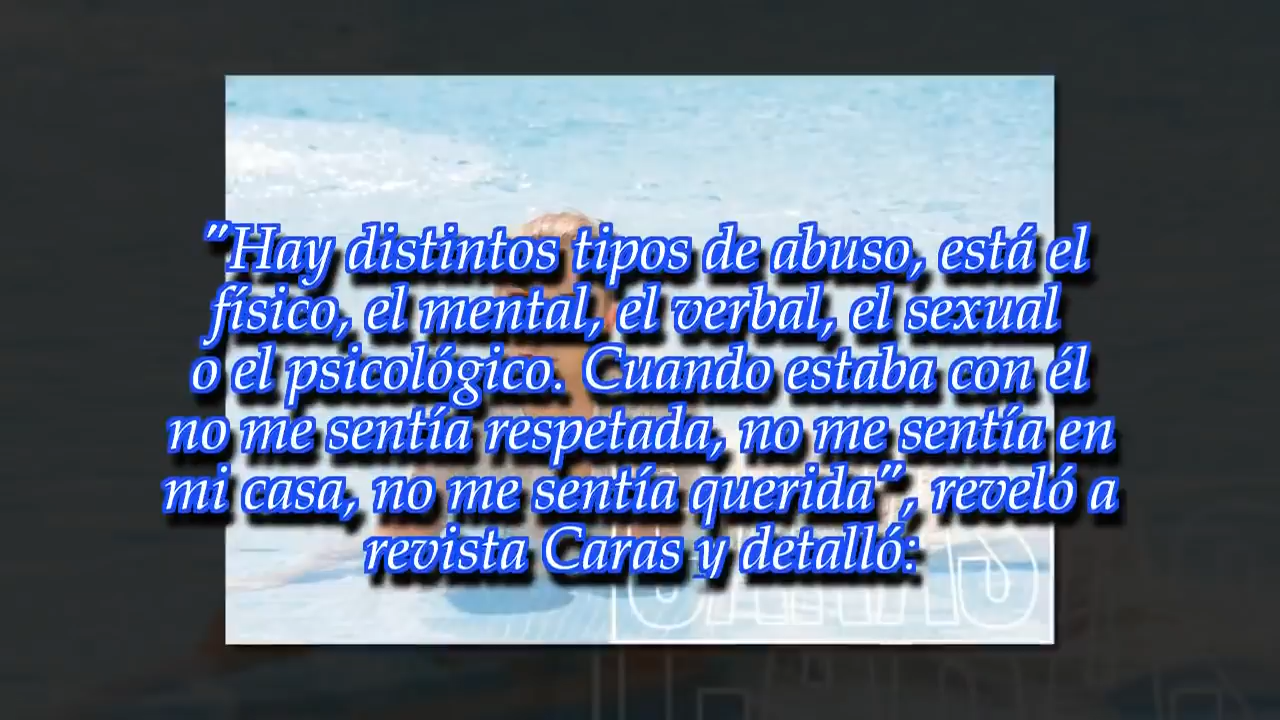 "Hay distintos tipos de abuso, está el
físico, el mental, el verbal, el sexual
o el psicológico. Cuando estaba con él
no me sentía respetada, no me sentía en
mi casa, no me sentía querida", reveló a
revista Caras y detalló:
CARAS